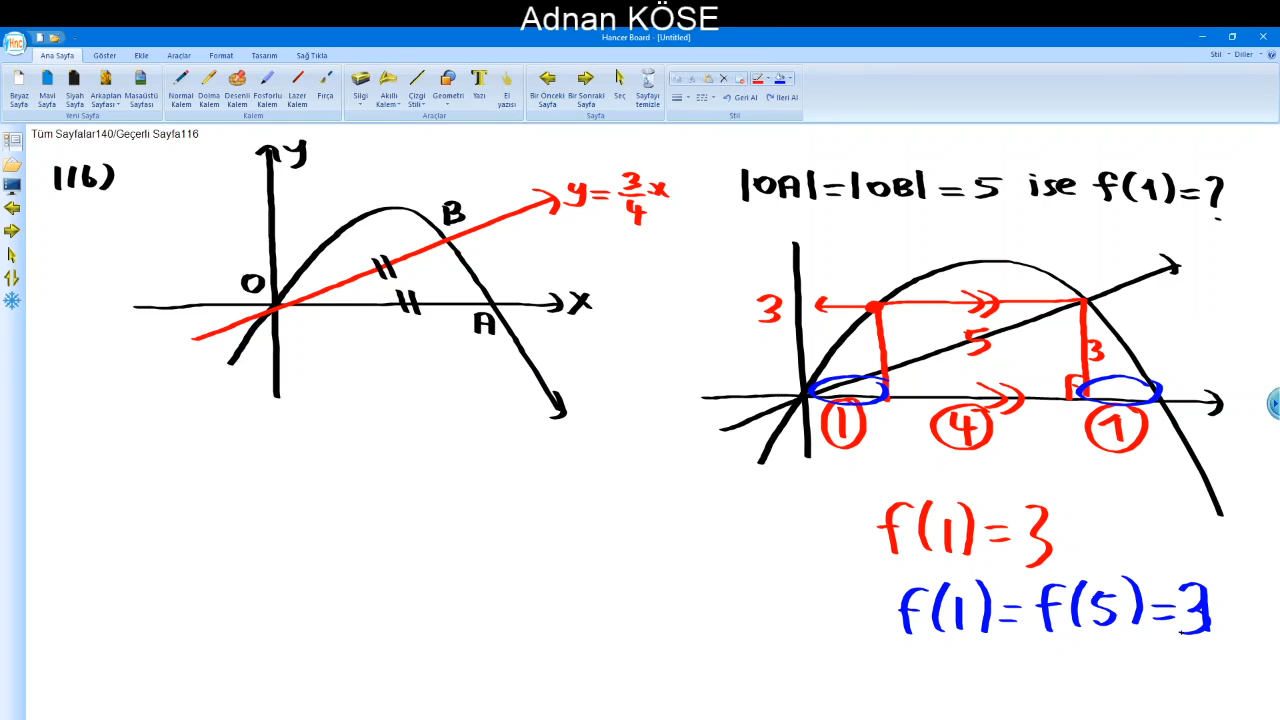 Adnan KÖSE
Hancer Board - [Untitled]
Hnc
Ana Sayfa Göster Ekle Araçlar Format Tasarım Sağ Tıkla
Stil Diller
Beyaz Sayfa Mavi Sayfa Siyah Sayfa Arkaplan Sayfası Masaüstü Sayfası
Normal Kalem Dolma Kalem Desenli Kalem Fosforlu Kalem Lazer Kalem Fırça
Silgi Akıllı Kalem Çizgi Stili Geometri Yazı El yazısı
Bir Önceki Sayfa Bir Sonraki Sayfa Seç Sayfayı temizle
Geri Al İleri Al
Yeni Sayfa Kalem Araçlar Sayfa Stil
Tüm Sayfalar140/Geçerli Sayfa116
116)
y
y = 3/4 x
B
O
A
x
|OA| = |OB| = 5 ise f(1) = ?
3
5
3
1 4 1
f(1) = 3
f(1) = f(5) = 3